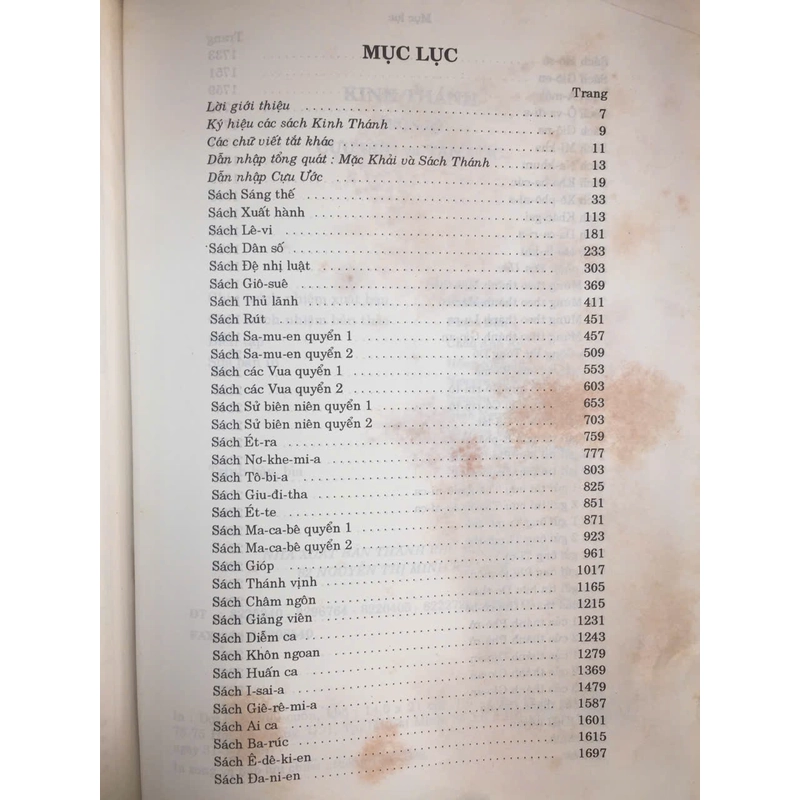 MỤC LỤC
Trang
Lời giới thiệu 7
Ký hiệu các sách Kinh Thánh 9
Các chữ viết tắt khác 11
Dẫn nhập tổng quát : Mặc Khải và Sách Thánh 13
Dẫn nhập Cựu Ước 19
Sách Sáng thế 33
Sách Xuất hành 113
Sách Lê-vi 181
Sách Dân số 233
Sách Đệ nhị luật 303
Sách Giô-suê 369
Sách Thủ lãnh 411
Sách Rút 451
Sách Sa-mu-en quyển 1 457
Sách Sa-mu-en quyển 2 509
Sách các Vua quyển 1 553
Sách các Vua quyển 2 603
Sách Sử biên niên quyển 1 653
Sách Sử biên niên quyển 2 703
Sách Ét-ra 759
Sách Nơ-khe-mi-a 777
Sách Tô-bi-a 803
Sách Giu-đi-tha 825
Sách Ét-te 851
Sách Ma-ca-bê quyển 1 871
Sách Ma-ca-bê quyển 2 923
Sách Gióp 961
Sách Thánh vịnh 1017
Sách Châm ngôn 1165
Sách Giảng viên 1215
Sách Diễm ca 1231
Sách Khôn ngoan 1243
Sách Huấn ca 1279
Sách I-sai-a 1369
Sách Giê-rê-mi-a 1479
Sách Ai ca 1587
Sách Ba-rúc 1601
Sách Ê-dê-ki-en 1615
Sách Đa-ni-en 1697